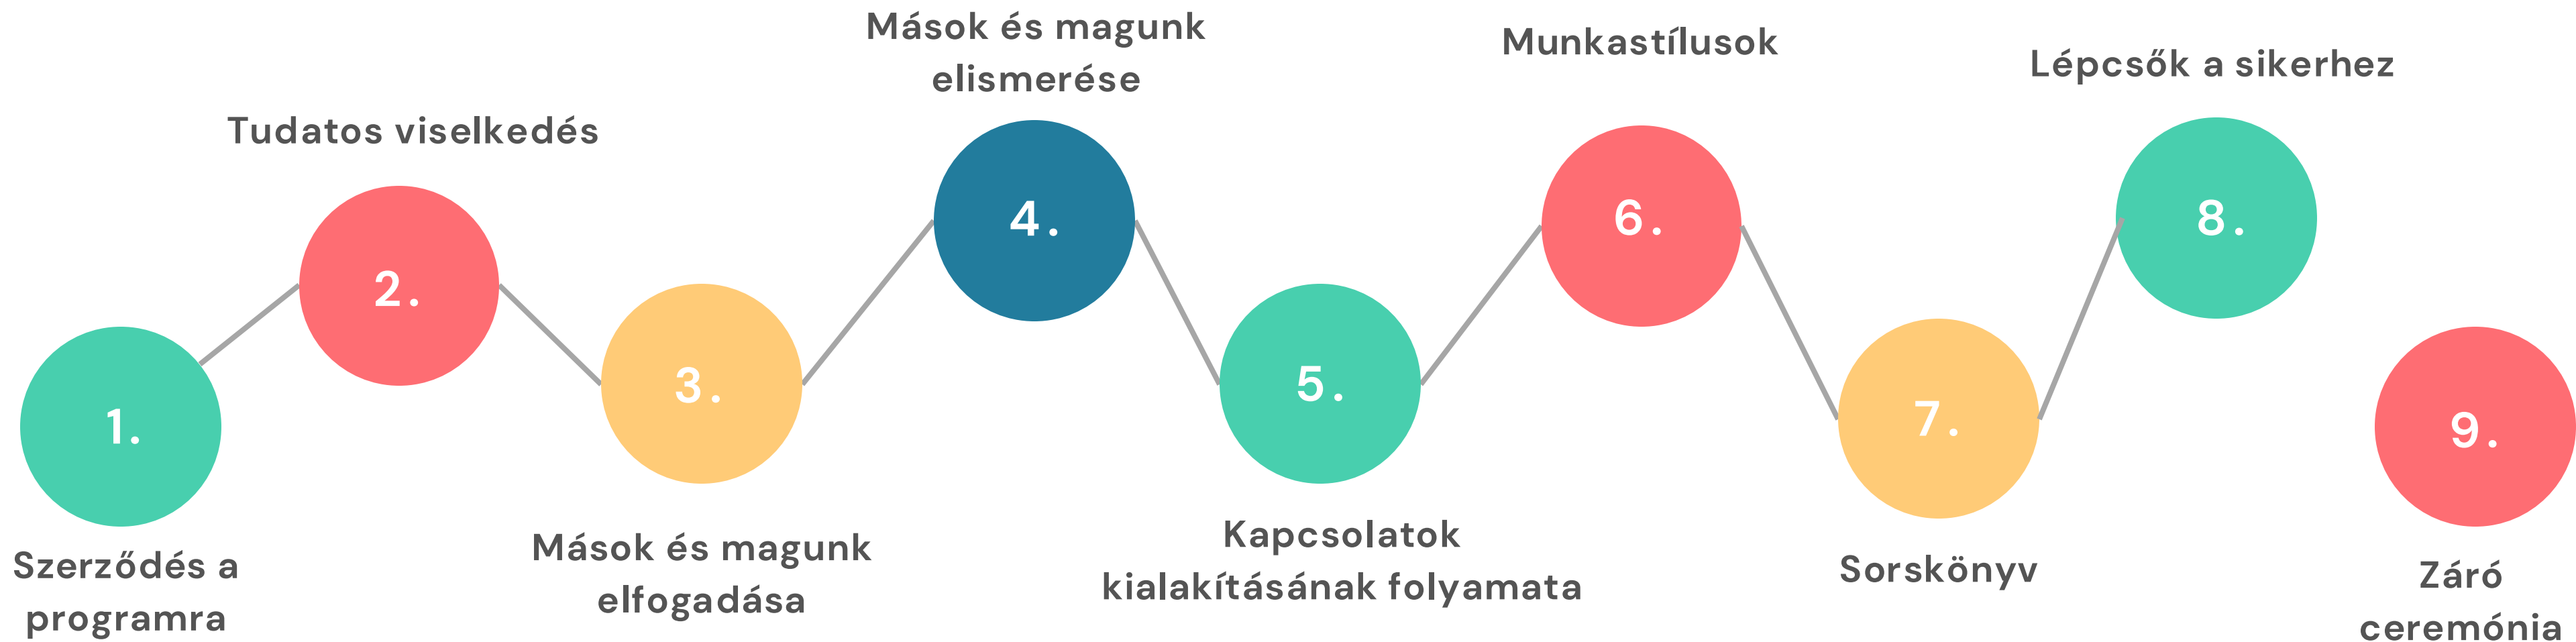 1.
Szerződés a
programra
2.
Tudatos viselkedés
3.
Mások és magunk
elfogadása
4.
Mások és magunk
elismerése
5.
Kapcsolatok
kialakításának folyamata
6.
Munkastílusok
7.
Sorskönyv
8.
Lépcsők a sikerhez
9.
Záró
ceremónia